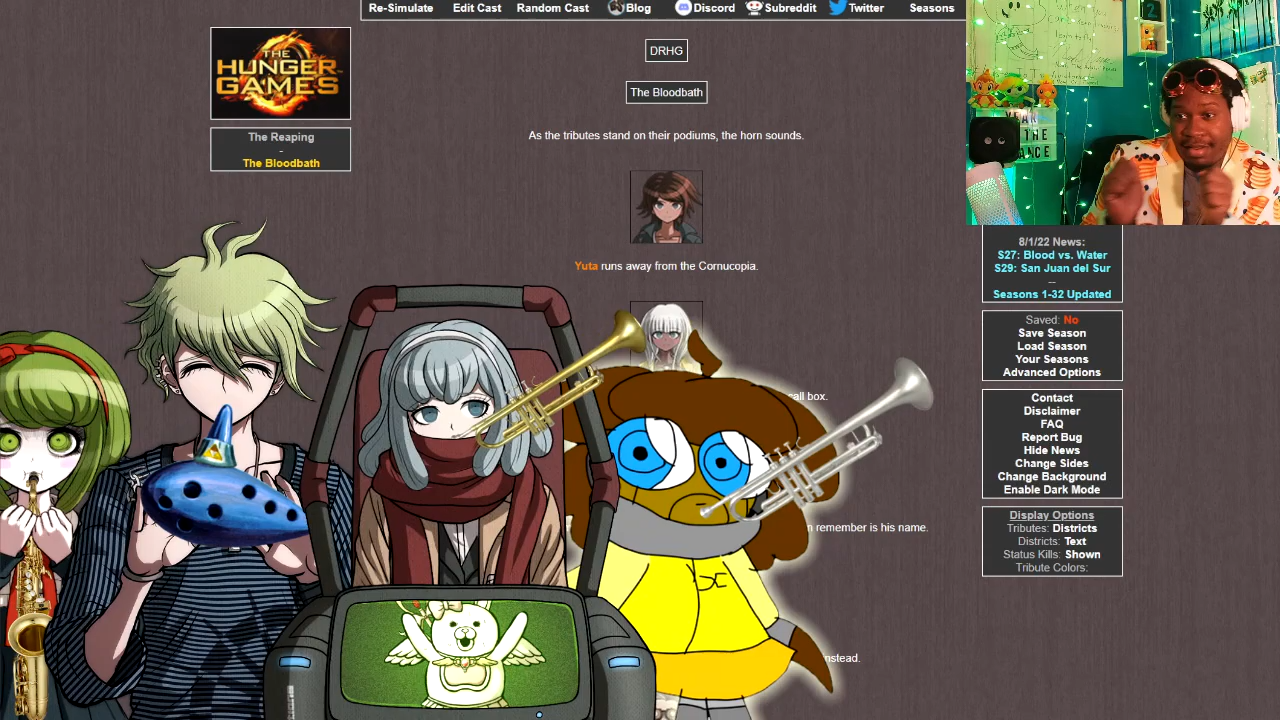 Re-Simulate Edit Cast Random Cast Blog Discord Subreddit Twitter Seasons
THE
HUNGER
GAMES
The Reaping
-
The Bloodbath
DRHG
The Bloodbath
As the tributes stand on their podiums, the horn sounds.
Yuta runs away from the Cornucopia.
call box.
remember is his name.
instead.
2
THE
8/1/22 News:
S27: Blood vs. Water
S29: San Juan del Sur
--
Seasons 1-32 Updated
Saved: No
Save Season
Load Season
Your Seasons
Advanced Options
Contact
Disclaimer
FAQ
Report Bug
Hide News
Change Sides
Change Background
Enable Dark Mode
Display Options
Tributes: Districts
Districts: Text
Status Kills: Shown
Tribute Colors: